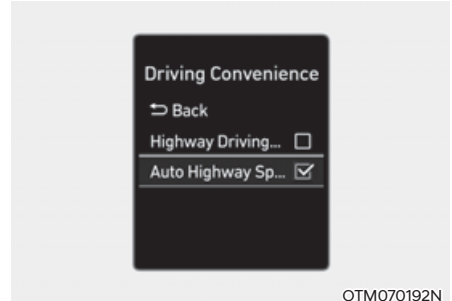 Driving Convenience
Back
Highway Driving...
Auto Highway Sp...
OTM070192N